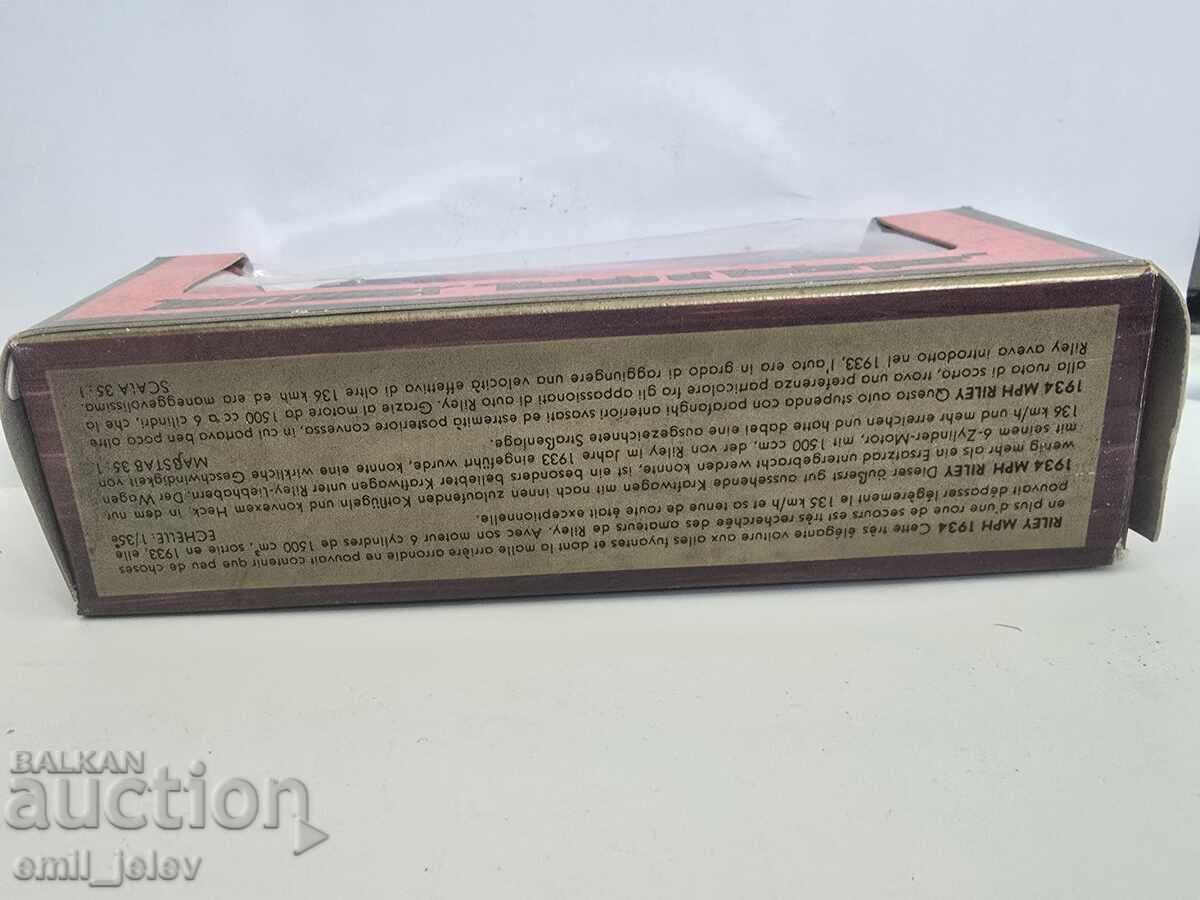 RILEY MPH 1934 Cette très élégante voiture aux ailes fuyantes et dont la malle arrière arrondie ne pouvait contenir que peu de choses
en plus d'une roue de secours est très recherchée des amateurs de Riley. Avec son moteur 6 cylindres de 1500 cm³, sortie en 1933, elle
pouvait dépasser le légèrement 135 km/h et sa tenue de route était exceptionnelle. ECHELLE: 1/35e
1934 MPH RILEY Dieser äußerst gut aussehende Kraftwagen mit nach innen zulaufenden Kotflügeln und konvexem Heck, in dem nur
wenig mehr als ein Ersatzrad untergebracht werden konnte, ist ein besonders beliebter Kraftwagen unter Riley-Liebhabern. Der Wagen
mit seinem 6-Zylinder-Motor, mit 1500 ccm, der von Riley im Jahre 1933 eingeführt wurde, konnte eine wirkliche Geschwindigkeit von
136 km/h und mehr erreichen und hatte dabei eine ausgezeichnete Straßenlage. MAßSTAB 35:1
1934 MPH RILEY Questa auto stupenda con parafanghi anteriori svasati ed estremità posteriore convessa, in cui portava ben poco oltre
alla ruota di scorta, trova una preferenza particolare fra gli appassionati di auto Riley. Grazie al motore da 1500 cc a 6 cilindri, che la
Riley aveva introdotto nel 1933, l'auto era in grado di raggiungere una velocità effettiva di oltre 136 kmh ed era maneggevolissima.
SCALA 35:1
BALKAN
auction
emil_jelev